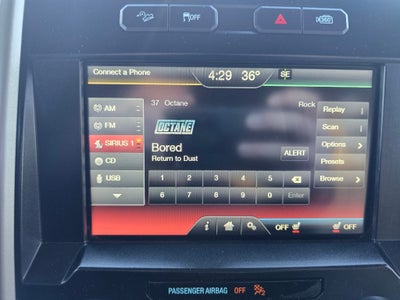 OFF
360
Connect a Phone
4:29 36° SE
AM
37 Octane Rock
Replay
FM
OCTANE
Scan
SIRIUS 1
Bored
Options >
ALERT
CD
Return to Dust
Presets
USB
1 2 3 4 5
Browse >
6 7 8 9 0 Enter
i
OFF OFF
PASSENGER AIRBAG OFF